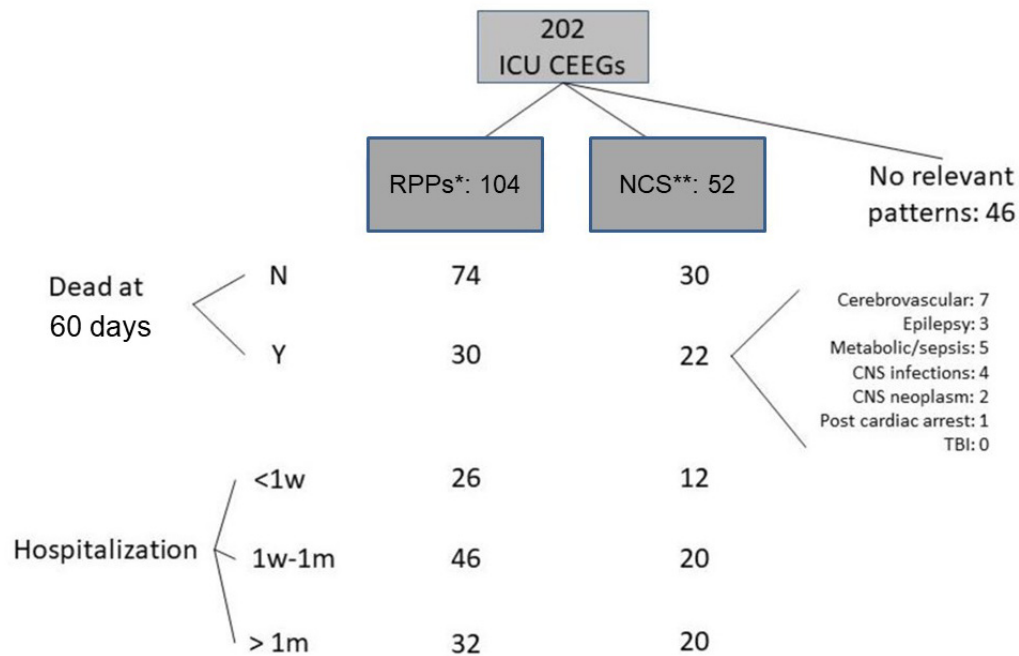 202
ICU CEEGs
RPPs*: 104
NCS**: 52
No relevant
patterns: 46
Dead at
60 days
N
74
30
Y
30
22
Cerebrovascular: 7
Epilepsy: 3
Metabolic/sepsis: 5
CNS infections: 4
CNS neoplasm: 2
Post cardiac arrest: 1
TBI: 0
Hospitalization
<1w
26
12
1w-1m
46
20
> 1m
32
20